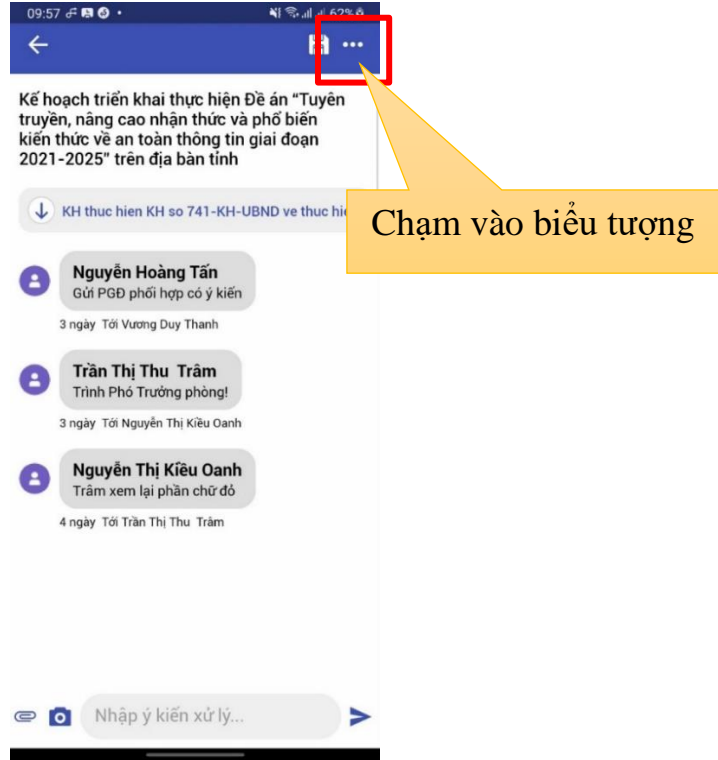 09:57
62%
Kế hoạch triển khai thực hiện Đề án “Tuyên
truyền, nâng cao nhận thức và phổ biến
kiến thức về an toàn thông tin giai đoạn
2021-2025" trên địa bàn tỉnh
KH thuc hien KH so 741-KH-UBND ve thuc hi
Chạm vào biểu tượng
Nguyễn Hoàng Tấn
Gửi PGĐ phối hợp có ý kiến
3 ngày Tới Vương Duy Thanh
Trần Thị Thu Trâm
Trình Phó Trưởng phòng!
3 ngày Tới Nguyễn Thị Kiều Oanh
Nguyễn Thị Kiều Oanh
Trâm xem lại phần chữ đỏ
4 ngày Tới Trần Thị Thu Trâm
Nhập ý kiến xử lý...